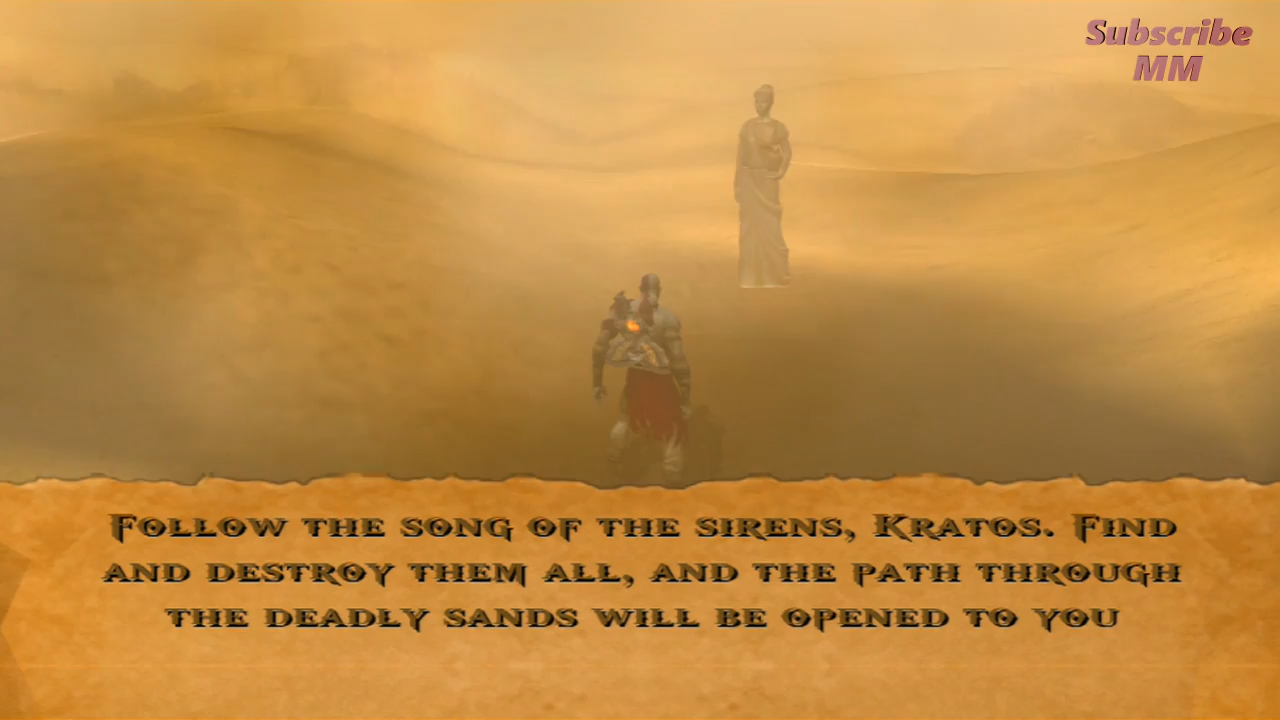 Subscribe
MM
Follow the song of the sirens, Kratos. Find
and destroy them all, and the path through
the deadly sands will be opened to you